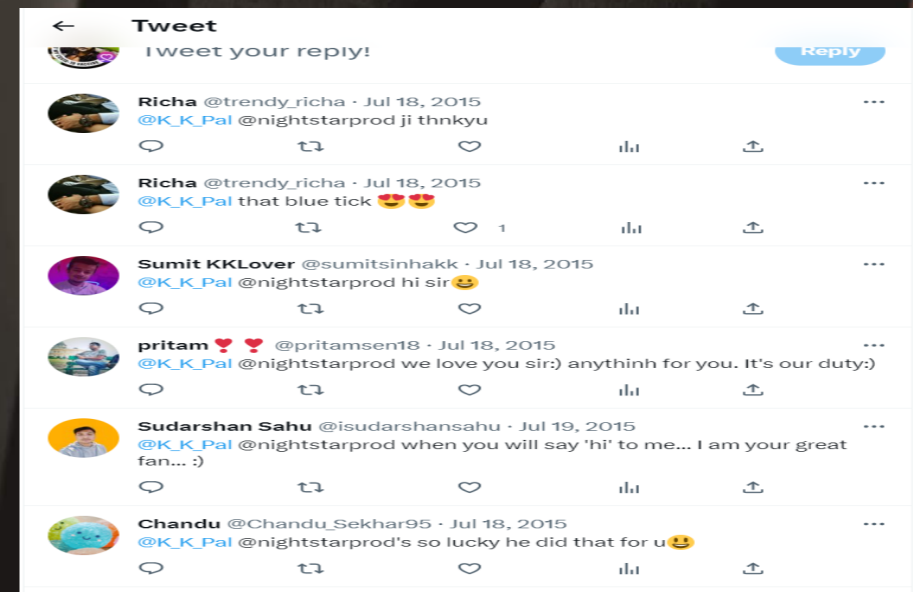 Tweet
Tweet your reply!
Reply
Richa @trendy_richa · Jul 18, 2015
@K_K_Pal @nightstarprod ji thnkyu
Richa @trendy_richa · Jul 18, 2015
@K_K_Pal that blue tick 😍😍
1
Sumit KKLover @sumitsinhakk · Jul 18, 2015
@K_K_Pal @nightstarprod hi sir😃
pritam❣ ❣ @pritamsen18 · Jul 18, 2015
@K_K_Pal @nightstarprod we love you sir:) anythinh for you. It's our duty:)
Sudarshan Sahu @isudarshansahu · Jul 19, 2015
@K_K_Pal @nightstarprod when you will say 'hi' to me... I am your great
fan... :)
Chandu @Chandu_Sekhar95 · Jul 18, 2015
@K_K_Pal @nightstarprod's so lucky he did that for u😃